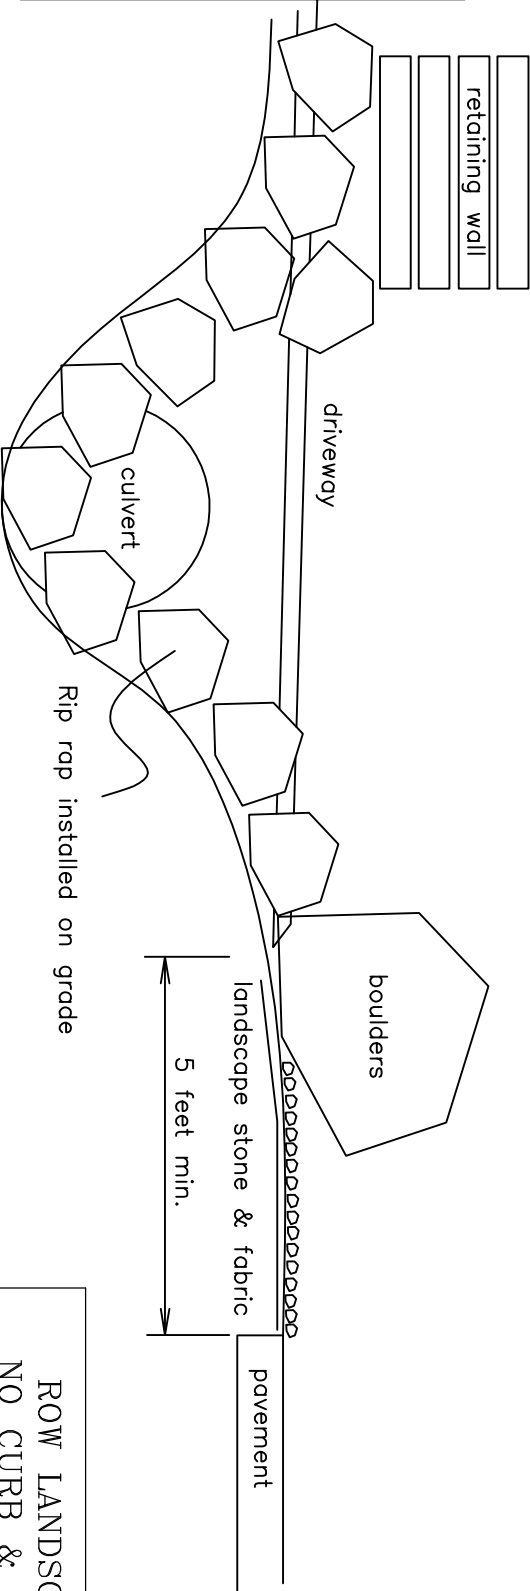 retaining wall
driveway
culvert
Rip rap installed on grade
boulders
landscape stone & fabric
5 feet min.
pavement
ROW
NO CURB &